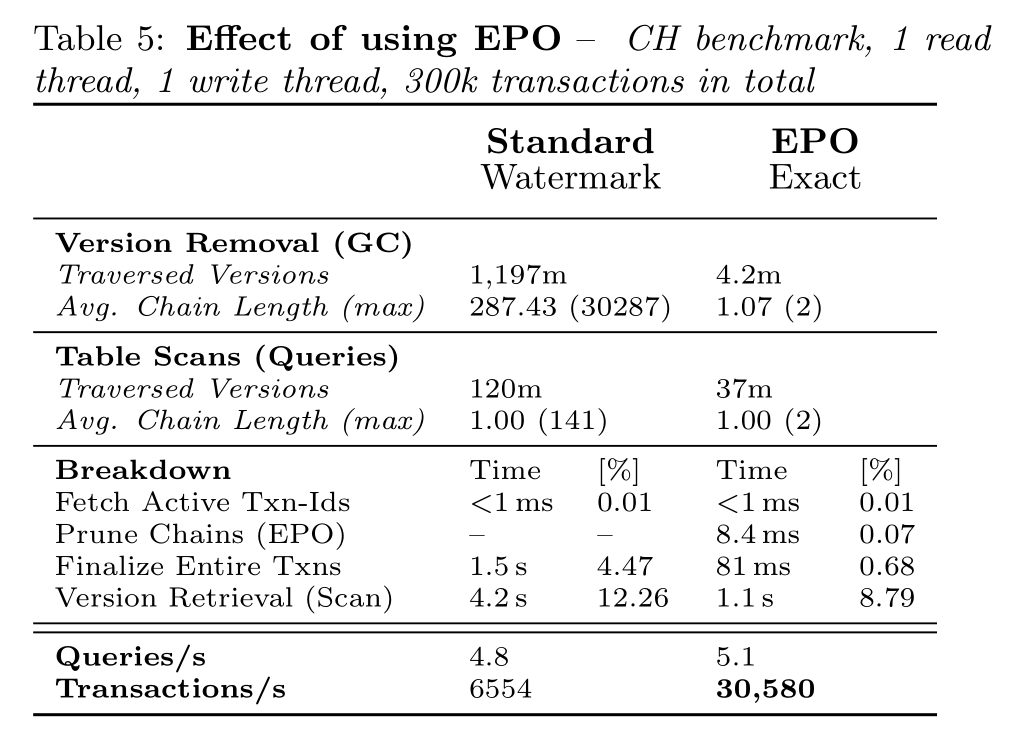 Table 5: Effect of using EPO – CH benchmark, 1 read
thread, 1 write thread, 300k transactions in total
Standard EPO
Watermark Exact
Version Removal (GC)
Traversed Versions 1,197m 4.2m
Avg. Chain Length (max) 287.43 (30287) 1.07 (2)
Table Scans (Queries)
Traversed Versions 120m 37m
Avg. Chain Length (max) 1.00 (141) 1.00 (2)
Breakdown Time [%] Time [%]
Fetch Active Txn-Ids <1 ms 0.01 <1 ms 0.01
Prune Chains (EPO) – – 8.4 ms 0.07
Finalize Entire Txns 1.5 s 4.47 81 ms 0.68
Version Retrieval (Scan) 4.2 s 12.26 1.1 s 8.79
Queries/s 4.8 5.1
Transactions/s 6554 30,580